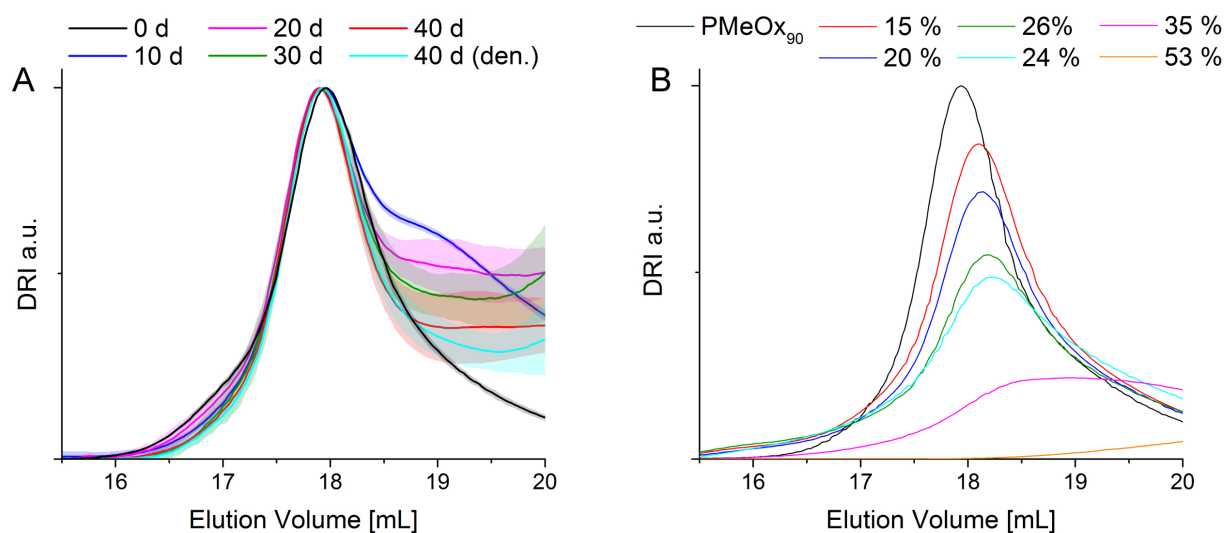 0 d 20 d 40 d
10 d 30 d 40 d (den.)
A
DRI a.u.
16 17 18 19 20
Elution Volume [mL]
PMeOx90 15 % 26% 35 %
20 % 24 % 53 %
B
DRI a.u.
16 17 18 19 20
Elution Volume [mL]